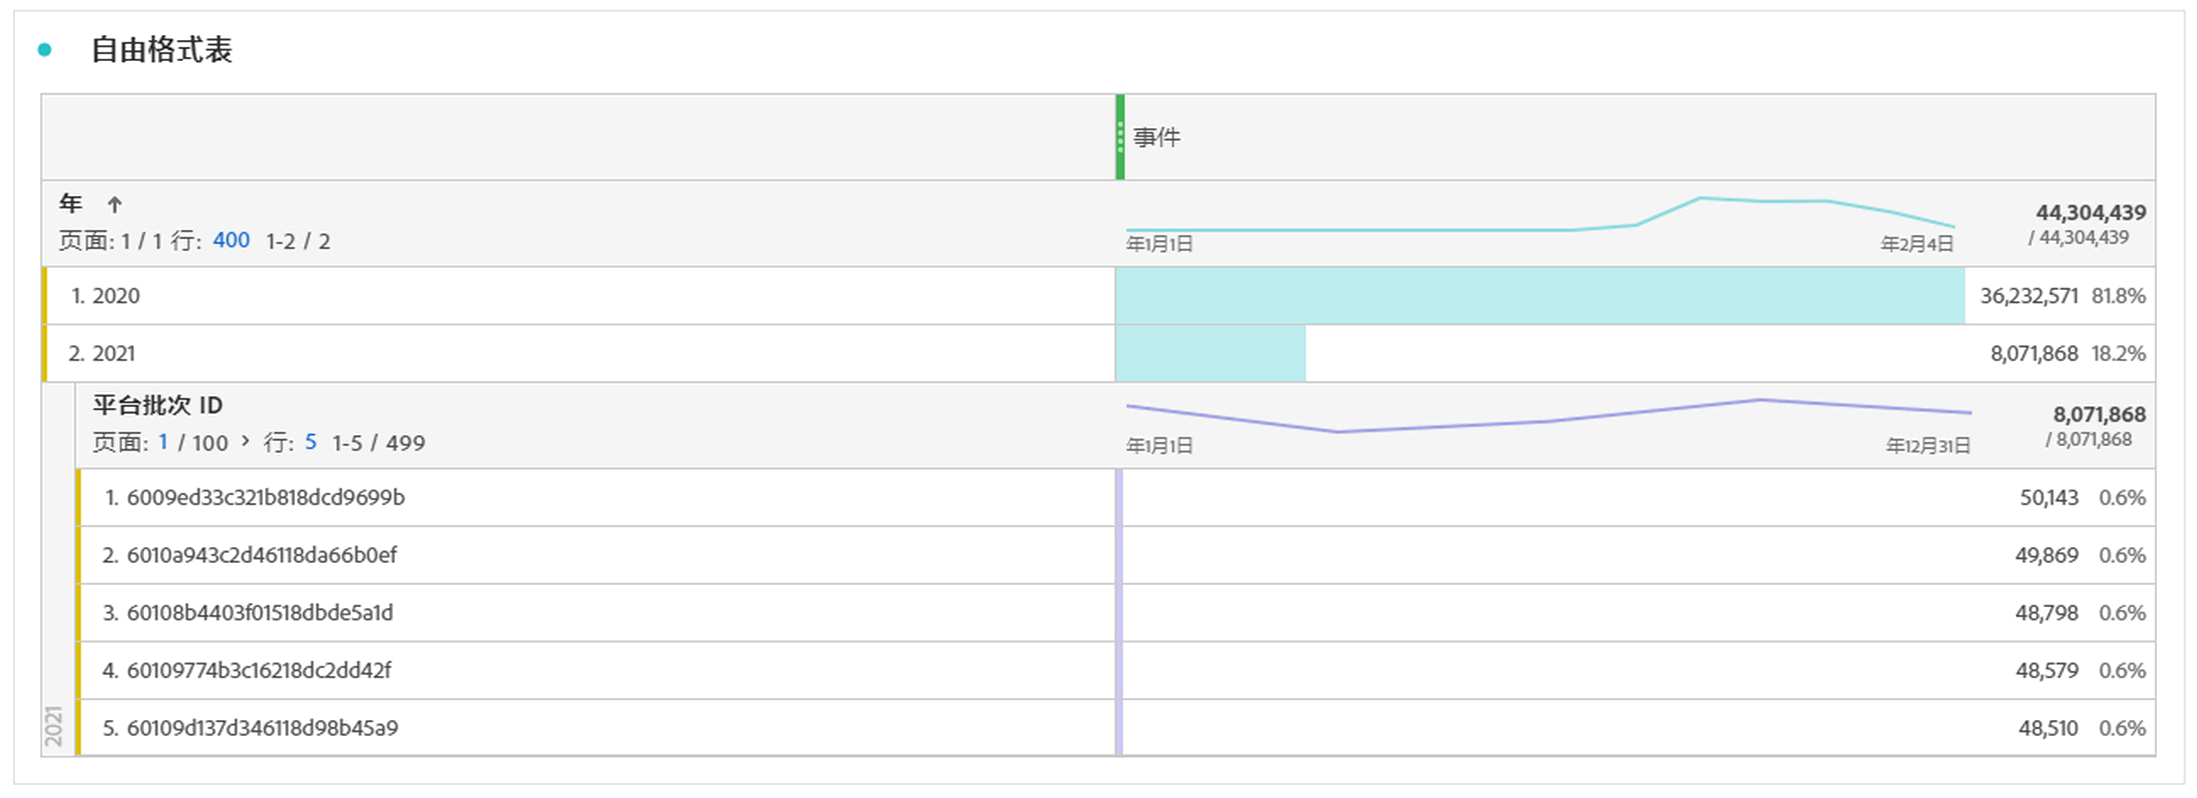 自由格式表
事件
年 ↑
页面: 1 / 1 行: 400 1-2 / 2
年1月1日 年2月4日
44,304,439
/ 44,304,439
1. 2020 36,232,571 81.8%
2. 2021 8,071,868 18.2%
平台批次 ID
页面: 1 / 100 > 行: 5 1-5 / 499
年1月1日 年12月31日
8,071,868
/ 8,071,868
1. 6009ed33c321b818dcd9699b 50,143 0.6%
2. 6010a943c2d46118da66b0ef 49,869 0.6%
3. 60108b4403f01518dbde5a1d 48,798 0.6%
4. 60109774b3c16218dc2dd42f 48,579 0.6%
5. 60109d137d346118d98b45a9 48,510 0.6%
2021